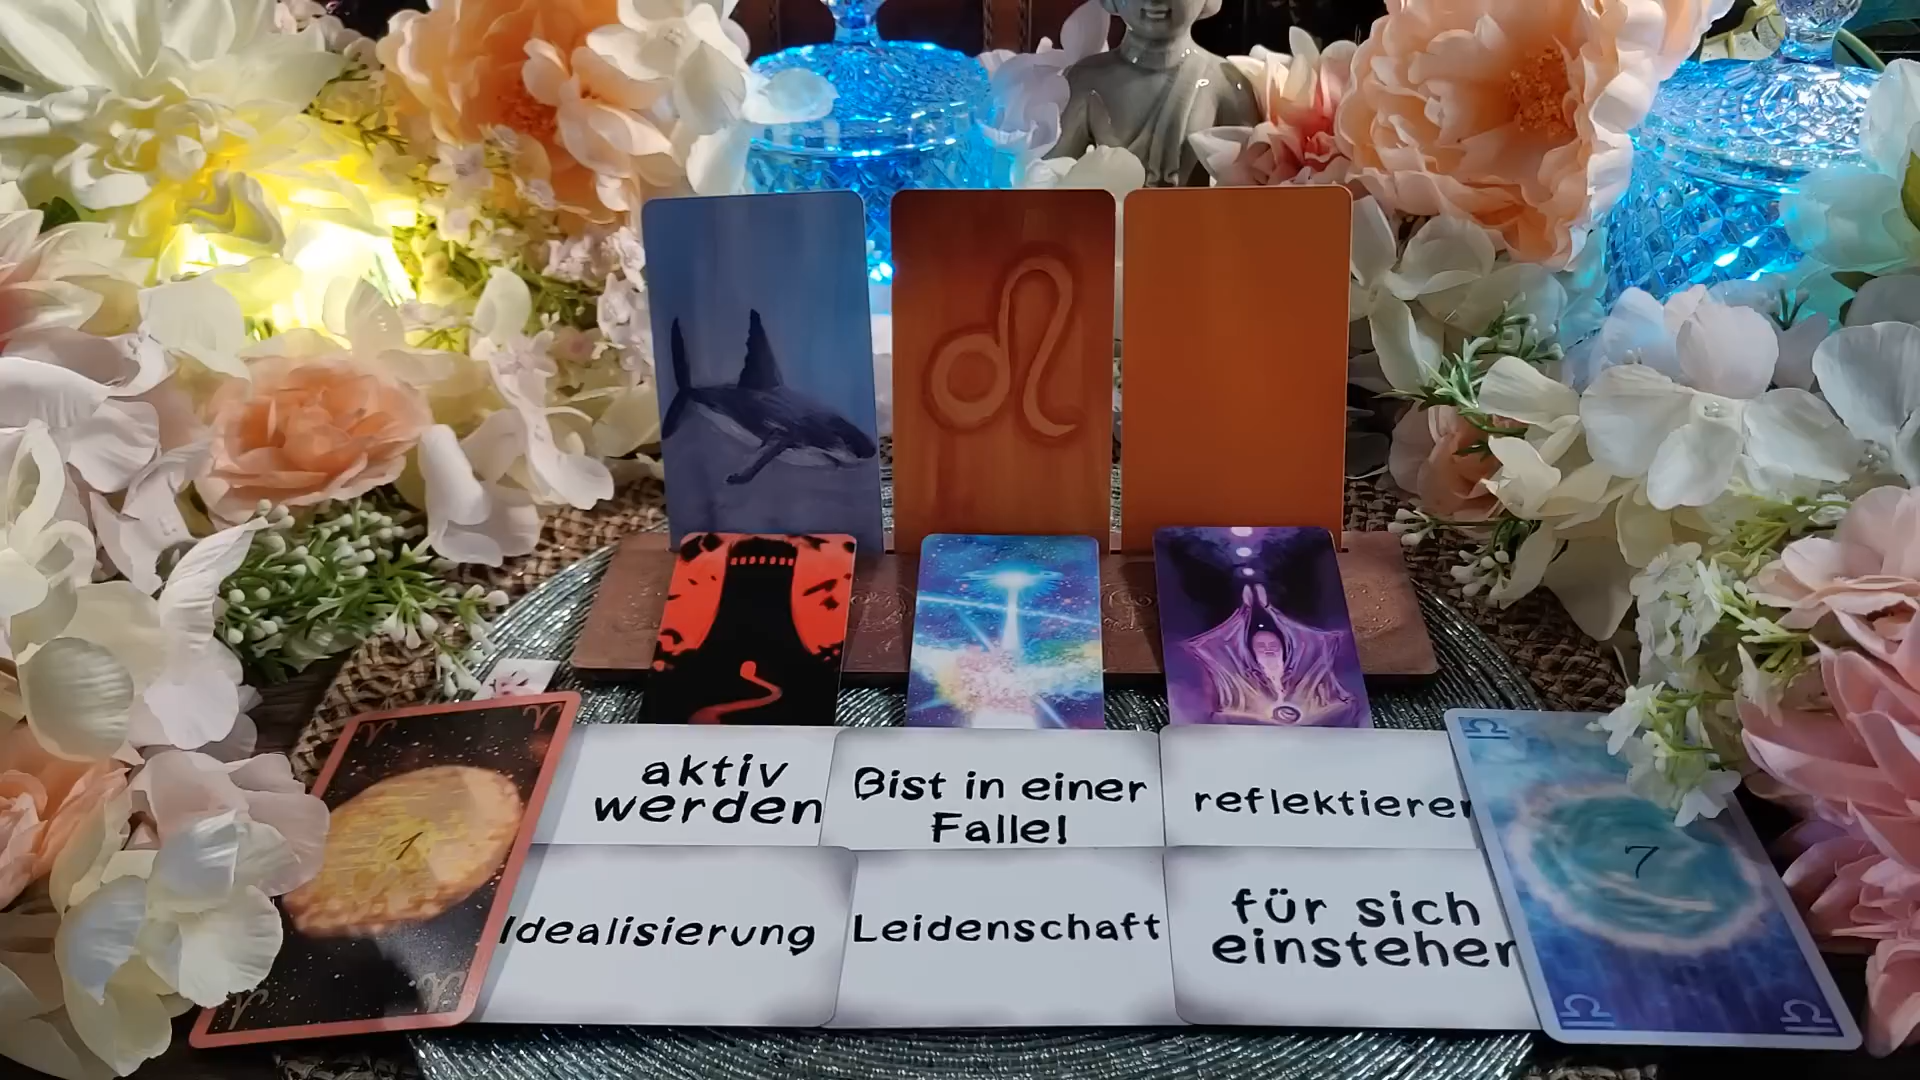 aktiv
werden
Bist in einer
Falle!
reflektieren
Idealisierung
Leidenschaft
für sich
einstehen
1
7